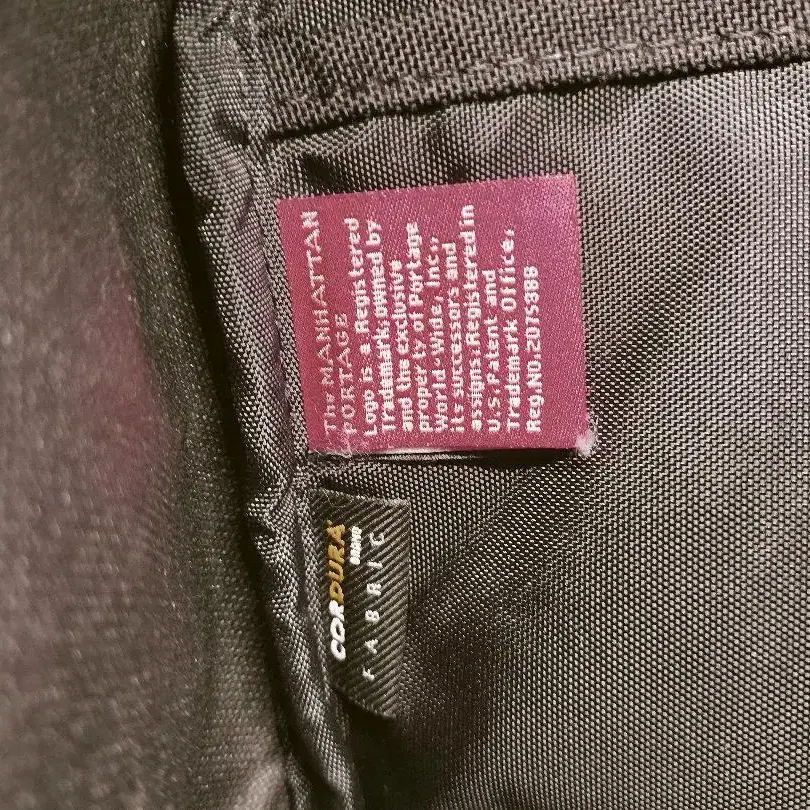 The MANHATTAN
PORTAGE
Logo is a Registered
Trademark owned by
and the exclusive
property of Portage
World-Wide, Inc.,
its successors and
assigns.Registered in
U.S. Patent and
Trademark Office,
Reg.NO.2075388
CORDURA®
BRAND
FABRIC